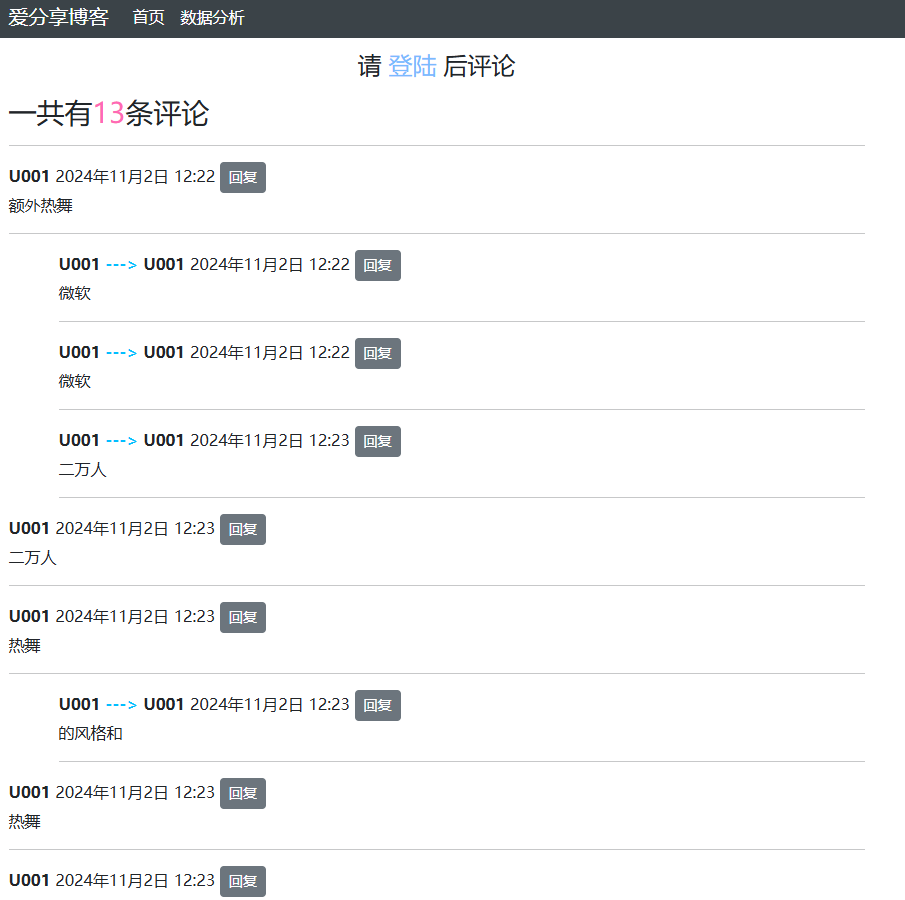 爱分享博客 首页 数据分析
请 登陆 后评论
一共有13条评论
U001 2024年11月2日 12:22 回复
额外热舞
U001 ---> U001 2024年11月2日 12:22 回复
微软
U001 ---> U001 2024年11月2日 12:22 回复
微软
U001 ---> U001 2024年11月2日 12:23 回复
二万人
U001 2024年11月2日 12:23 回复
二万人
U001 2024年11月2日 12:23 回复
热舞
U001 ---> U001 2024年11月2日 12:23 回复
的风格和
U001 2024年11月2日 12:23 回复
热舞
U001 2024年11月2日 12:23 回复